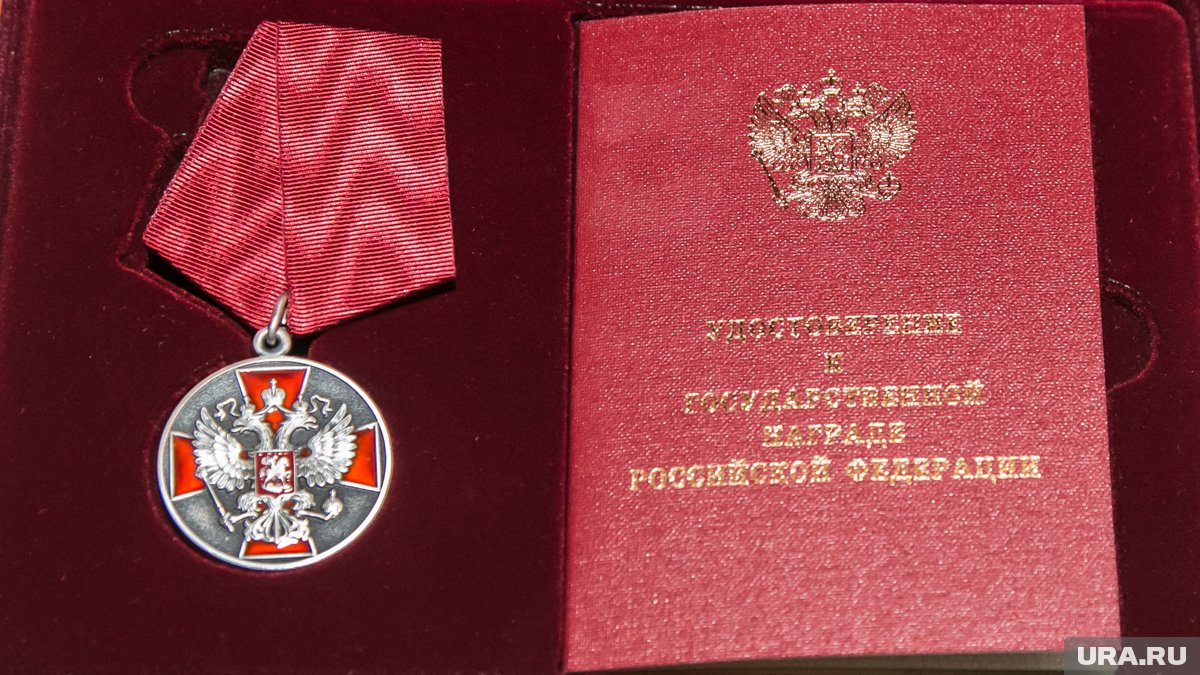 УДОСТОВЕРЕНИЕ
К
ГОСУДАРСТВЕННОЙ
НАГРАДЕ
РОССИЙСКОЙ ФЕДЕРАЦИИ
URA.RU